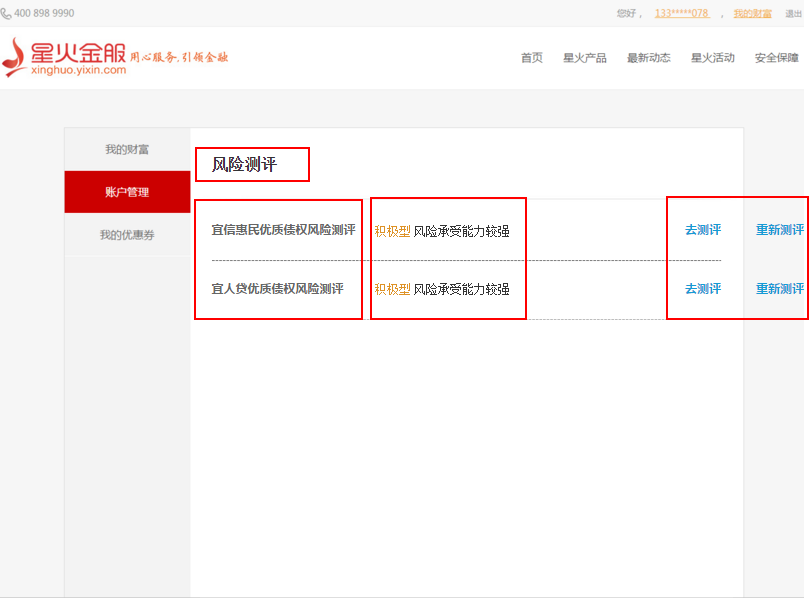 400 898 9990 您好， 133*****078 ， 我的财富 退出
星火金服 用心服务,引领金融
xinghuo.yixin.com
首页 星火产品 最新动态 星火活动 安全保障
我的财富
账户管理
我的优惠券
风险测评
宜信惠民优质债权风险测评 积极型 风险承受能力较强 去测评 重新测评
宜人贷优质债权风险测评 积极型 风险承受能力较强 去测评 重新测评